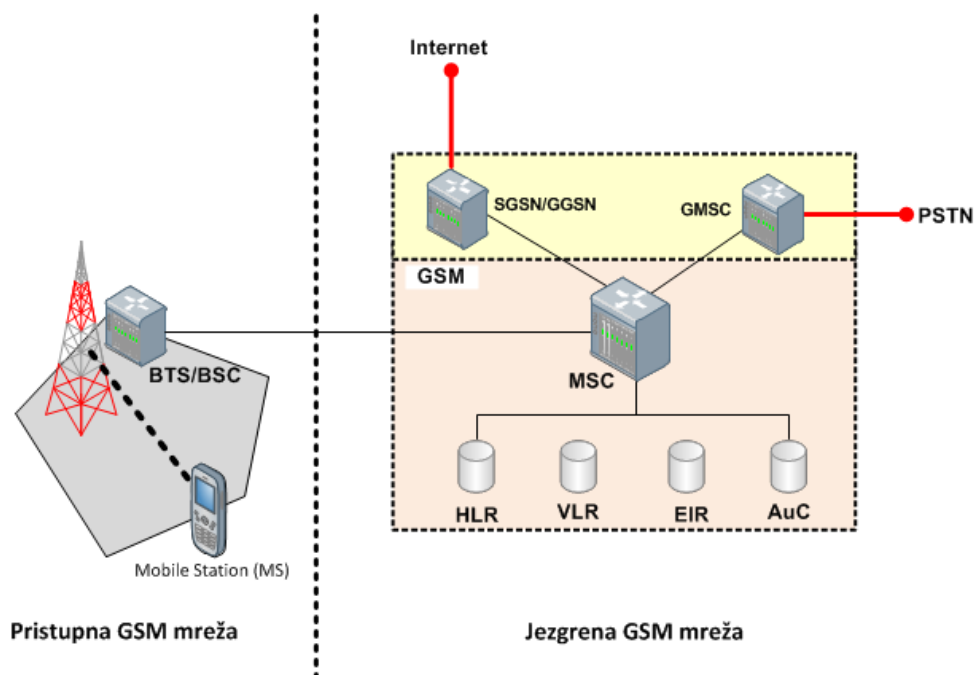 Internet
SGSN/GGSN
GMSC
PSTN
GSM
BTS/BSC
MSC
HLR
VLR
EIR
AuC
Mobile Station (MS)
Pristupna GSM mreža
Jezgrena GSM mreža